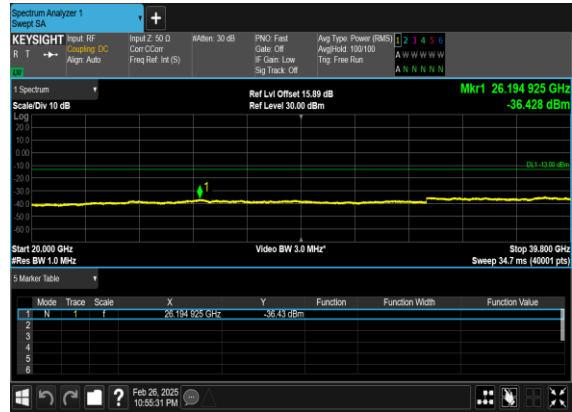 Spectrum Analyzer 1
Swept SA
+
KEYSIGHT Input: RF Input Z: 50 Ω #Atten: 30 dB PNO: Fast Avg Type: Power (RMS) 1 2 3 4 5 6
R T Coupling: DC Corr CCorr Gate: Off Avg|Hold: 100/100 A W W W W W
Align: Auto Freq Ref: Int (S) IF Gain: Low Trig: Free Run
Sig Track: Off A N N N N N
1 Spectrum Ref Lvl Offset 15.89 dB Mkr1 26.194 925 GHz
Scale/Div 10 dB Ref Level 30.00 dBm -36.428 dBm
Log
20.0
10.0
0.00
-10.0
DL1 -13.00 dBm
-20.0
-30.0
1
-40.0
-50.0
-60.0
Start 20.000 GHz Video BW 3.0 MHz* Stop 39.800 GHz
#Res BW 1.0 MHz Sweep 34.7 ms (40001 pts)
5 Marker Table
Mode Trace Scale X Y Function Function Width Function Value
1 N 1 f 26.194 925 GHz -36.43 dBm
2
3
4
5
6
? Feb 26, 2025
10:55:31 PM